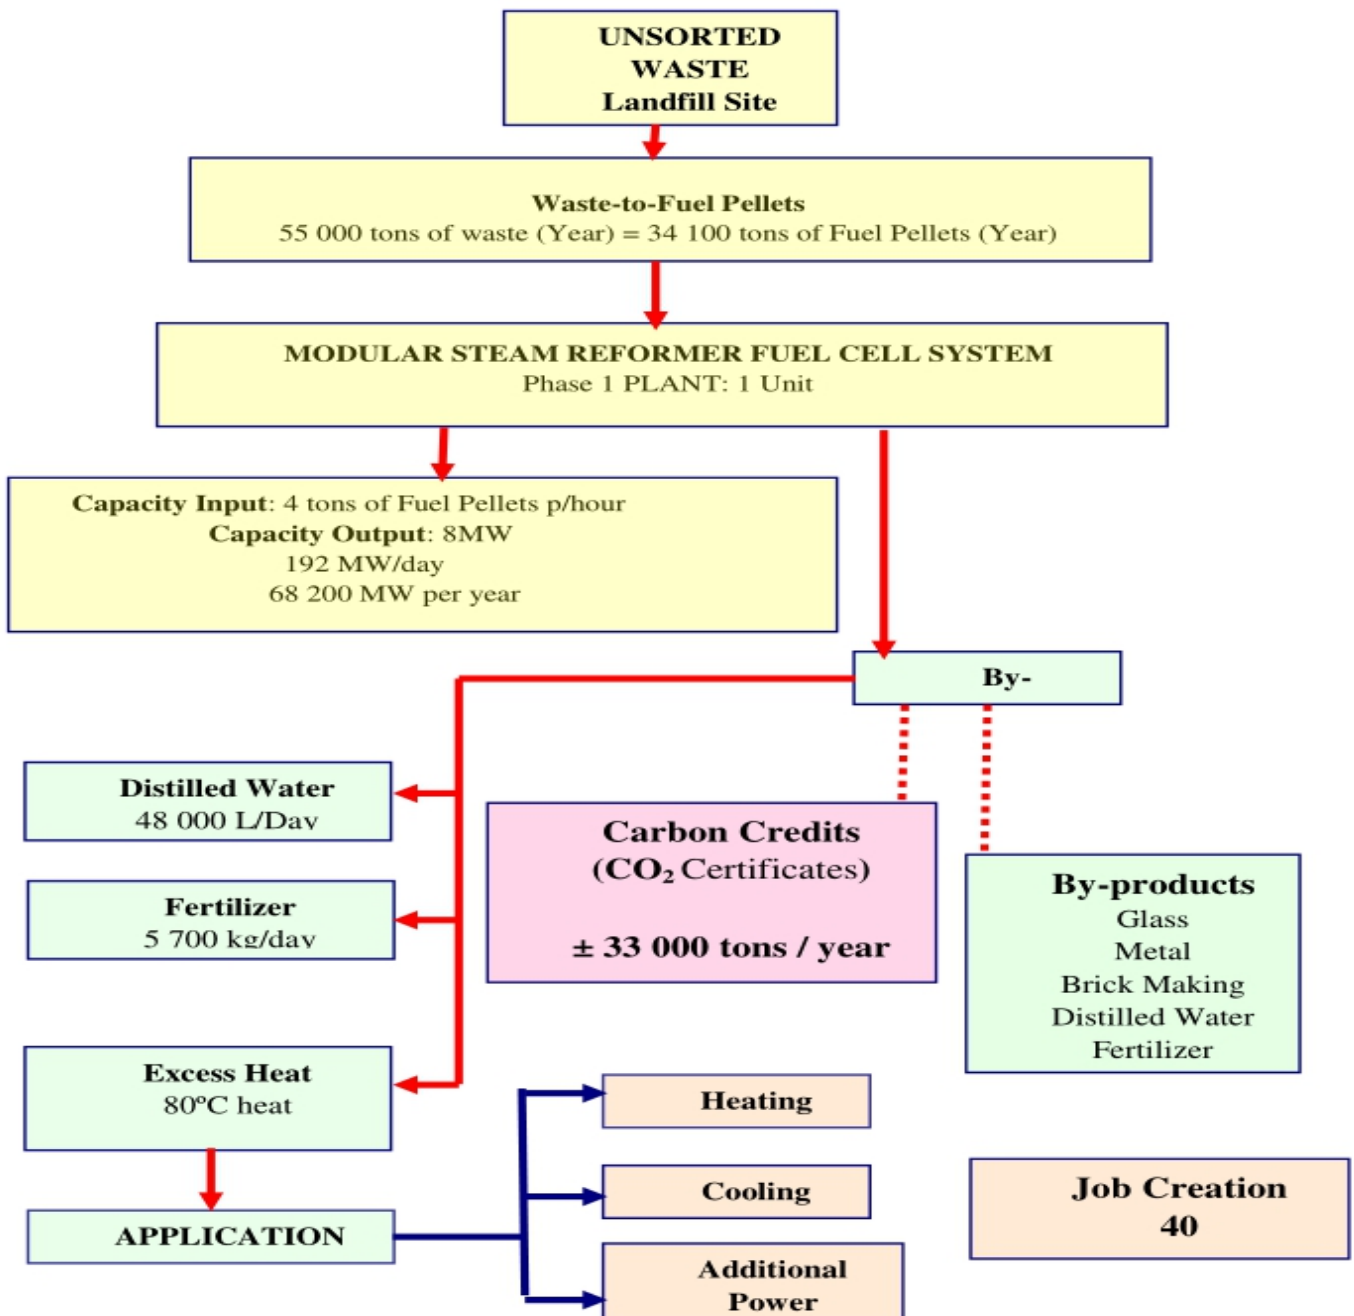 UNSORTED
WASTE
Landfill Site
Waste-to-Fuel Pellets
55 000 tons of waste (Year) = 34 100 tons of Fuel Pellets (Year)
MODULAR STEAM REFORMER FUEL CELL SYSTEM
Phase 1 PLANT: 1 Unit
Capacity Input: 4 tons of Fuel Pellets p/hour
Capacity Output: 8MW
192 MW/day
68 200 MW per year
By-
Distilled Water
48 000 L/Day
Fertilizer
5 700 kg/day
Carbon Credits
(CO₂ Certificates)
± 33 000 tons / year
By-products
Glass
Metal
Brick Making
Distilled Water
Fertilizer
Excess Heat
80ºC heat
APPLICATION
Heating
Cooling
Additional
Power
Job Creation
40